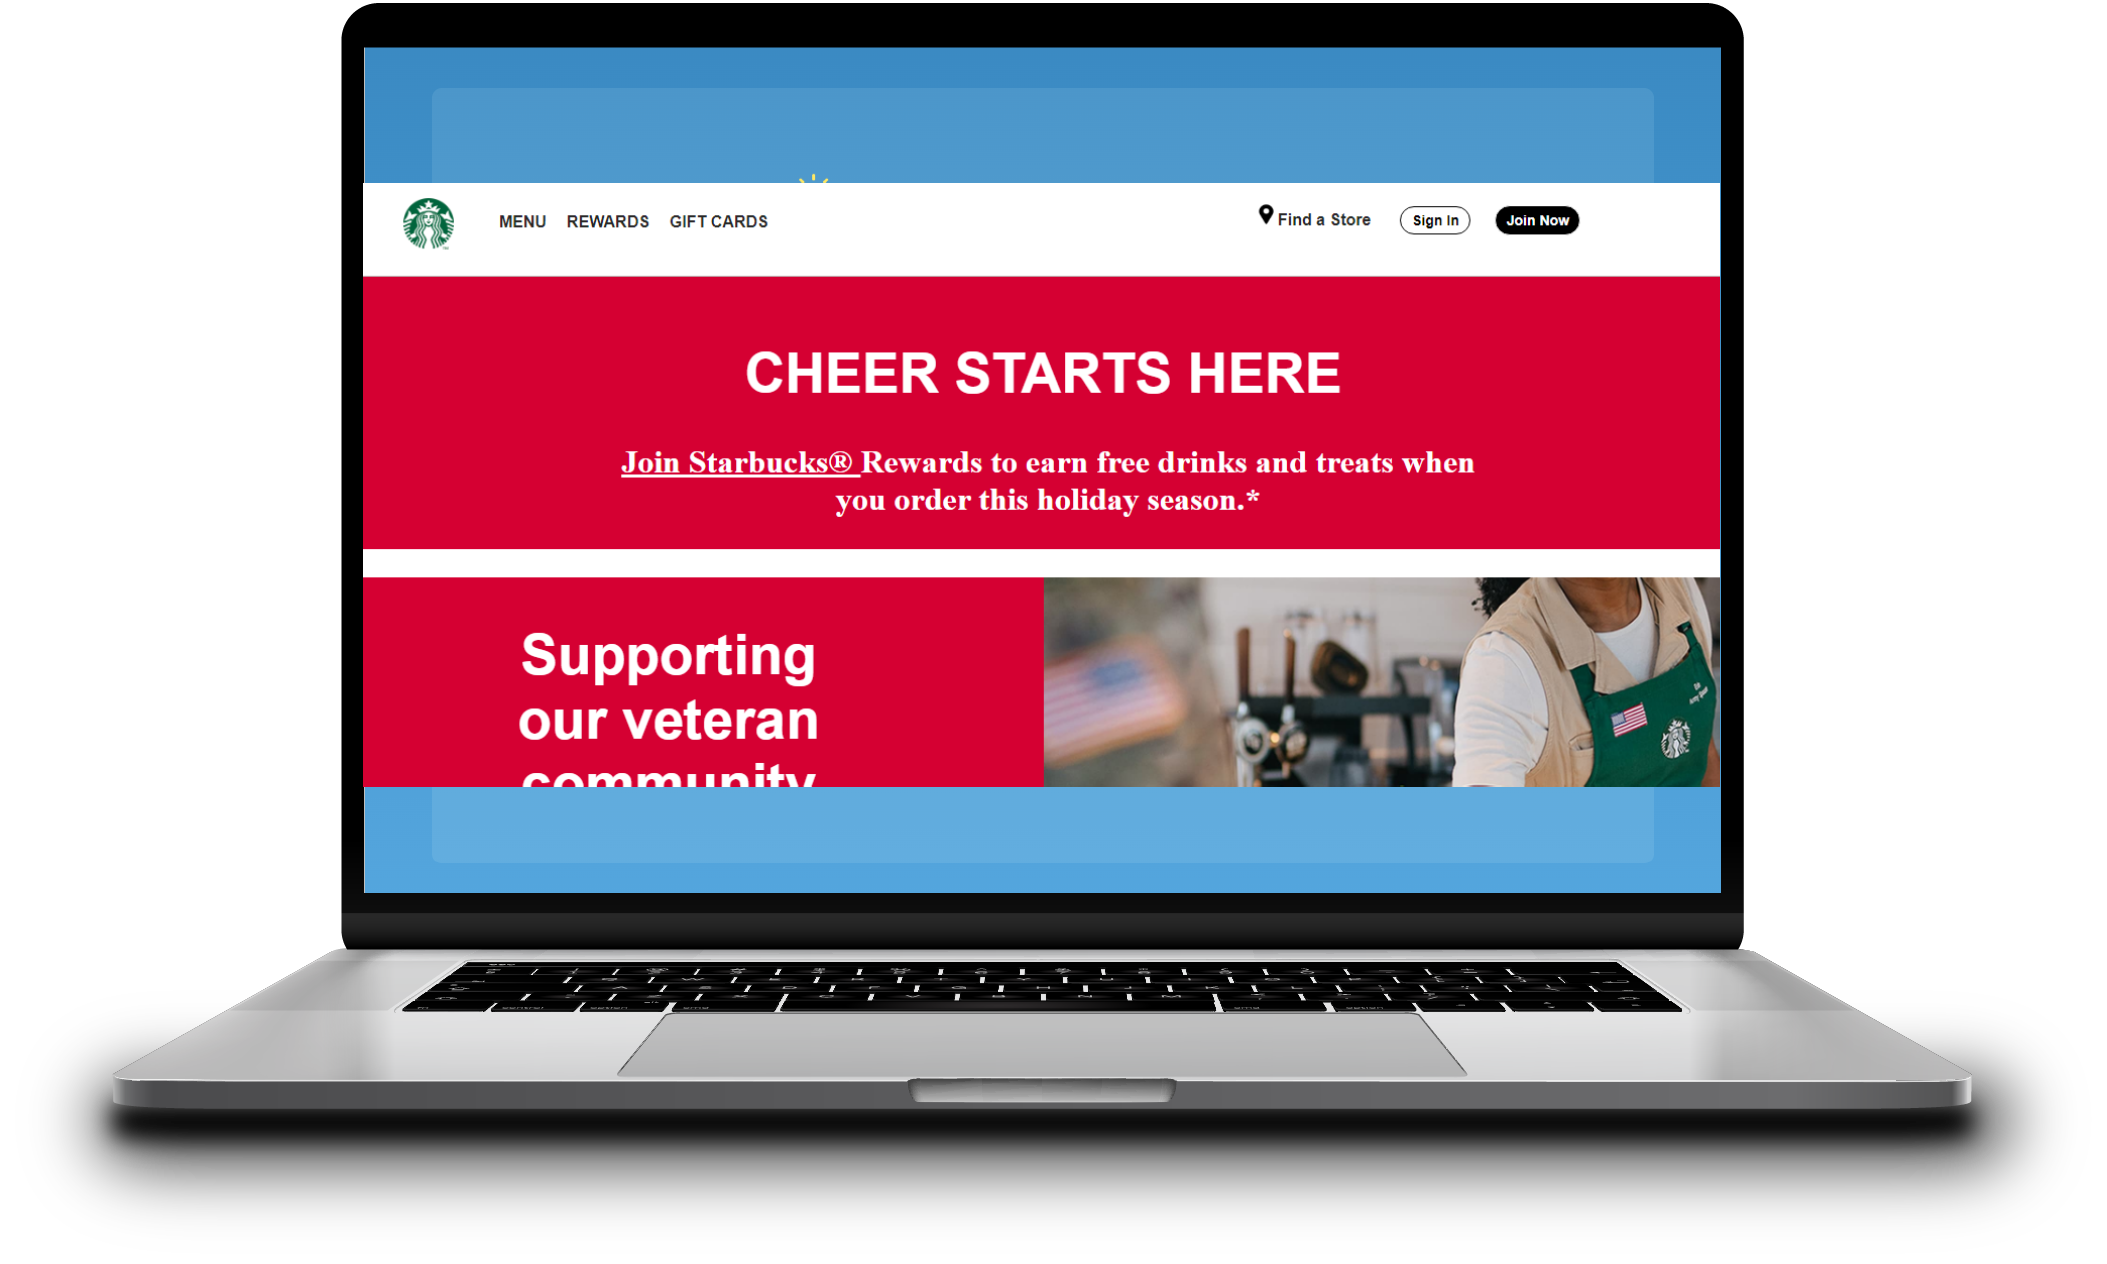 MENU REWARDS GIFT CARDS Find a Store Sign In Join Now
CHEER STARTS HERE
Join Starbucks® Rewards to earn free drinks and treats when
you order this holiday season.*
Supporting
our veteran
community